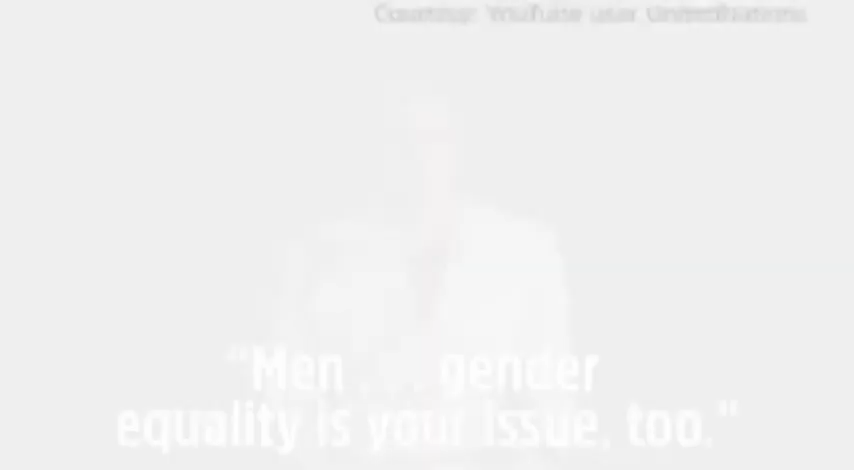 Courtesy: YouTube user UnitedNations
"Men . . . gender
equality is your issue, too."